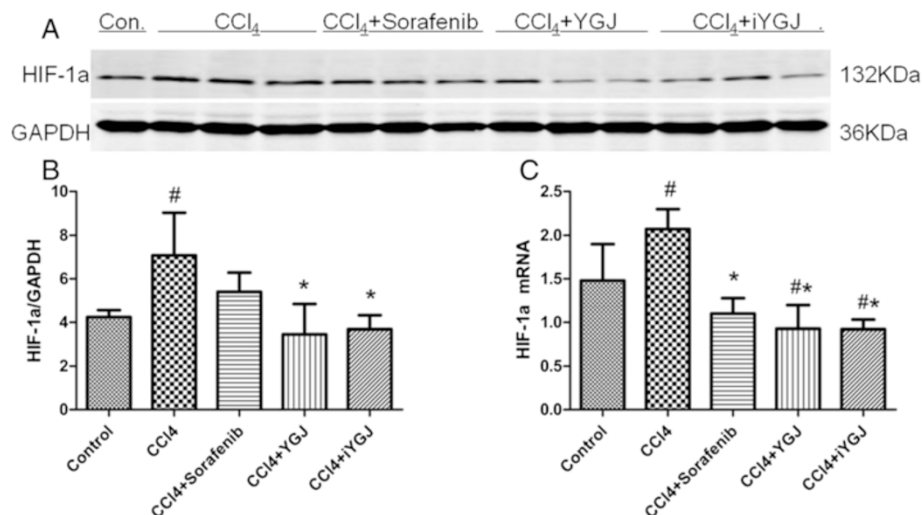 A Con. CCl4 CCl4+Sorafenib CCl4+YGJ CCl4+iYGJ .
HIF-1a 132KDa
GAPDH 36KDa
B
HIF-1a/GAPDH
10
8
6
4
2
0
#
*
*
Control
CCl4
CCl4+Sorafenib
CCl4+YGJ
CCl4+iYGJ
C
HIF-1a mRNA
2.5
2.0
1.5
1.0
0.5
0.0
#
*
#*
#*
Control
CCl4
CCl4+Sorafenib
CCl4+YGJ
CCl4+iYGJ